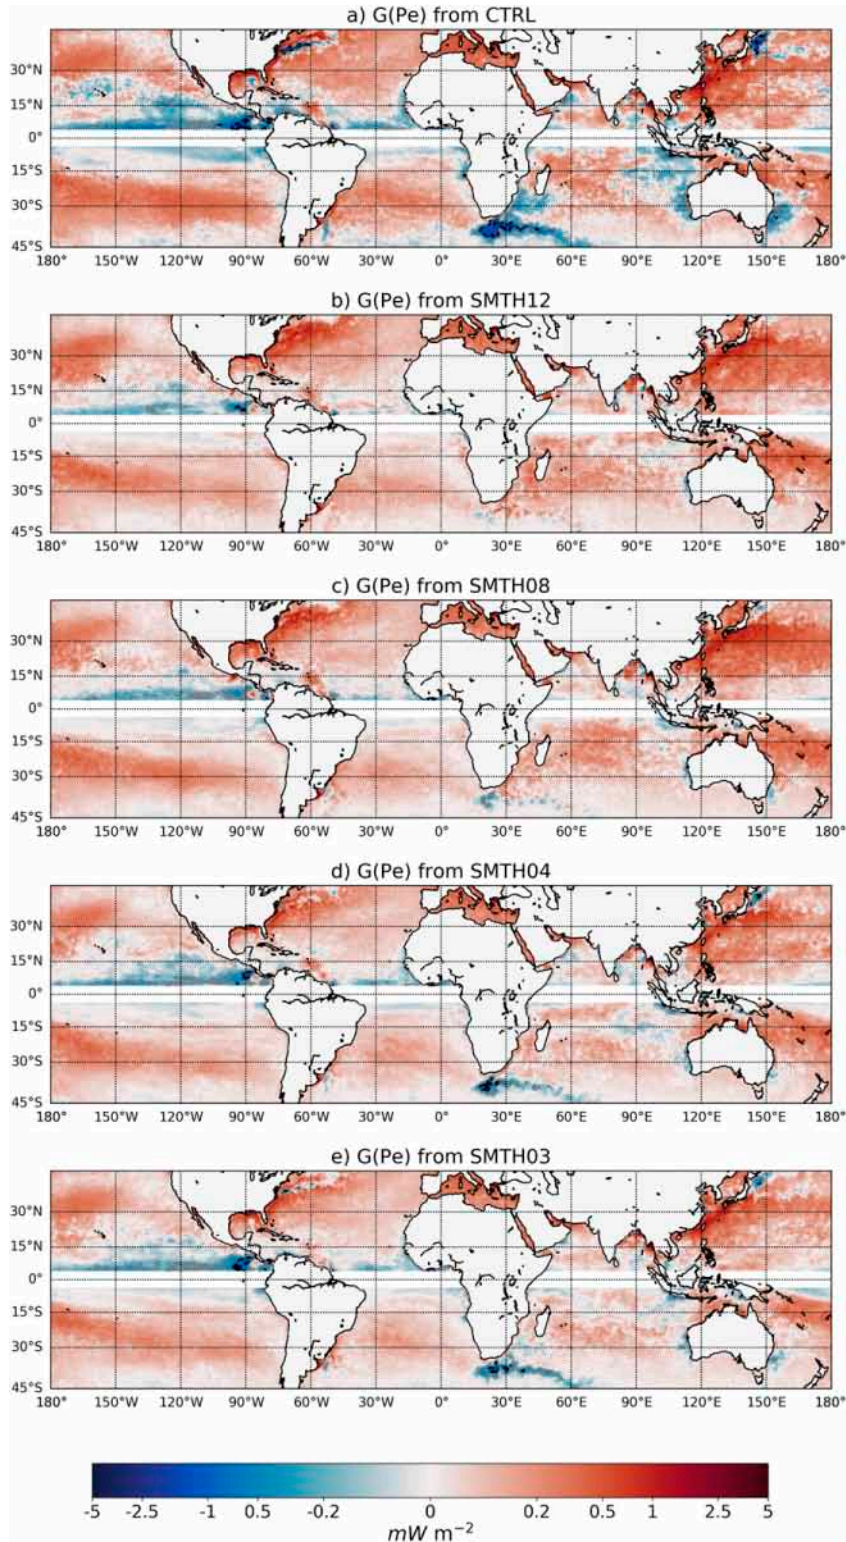 a) G(Pe) from CTRL
30°N
15°N
0°
15°S
30°S
45°S
180° 150°W 120°W 90°W 60°W 30°W 0° 30°E 60°E 90°E 120°E 150°E 180°
b) G(Pe) from SMTH12
30°N
15°N
0°
15°S
30°S
45°S
180° 150°W 120°W 90°W 60°W 30°W 0° 30°E 60°E 90°E 120°E 150°E 180°
c) G(Pe) from SMTH08
30°N
15°N
0°
15°S
30°S
45°S
180° 150°W 120°W 90°W 60°W 30°W 0° 30°E 60°E 90°E 120°E 150°E 180°
d) G(Pe) from SMTH04
30°N
15°N
0°
15°S
30°S
45°S
180° 150°W 120°W 90°W 60°W 30°W 0° 30°E 60°E 90°E 120°E 150°E 180°
e) G(Pe) from SMTH03
30°N
15°N
0°
15°S
30°S
45°S
180° 150°W 120°W 90°W 60°W 30°W 0° 30°E 60°E 90°E 120°E 150°E 180°
-5 -2.5 -1 0.5 -0.2 0 0.2 0.5 1 2.5 5
mW m⁻²